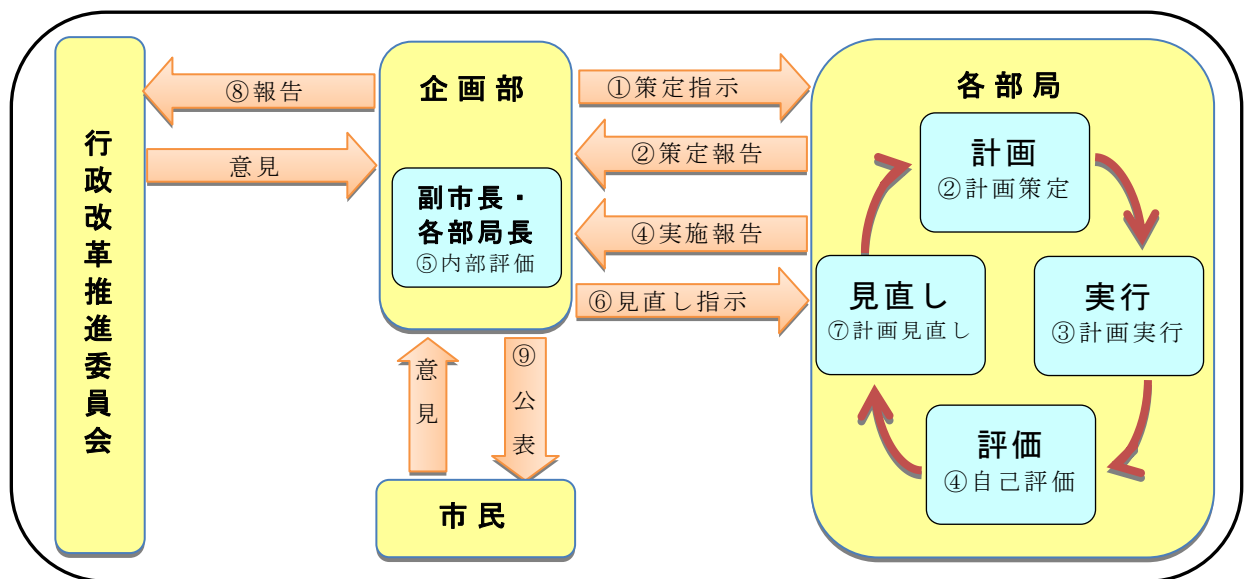 行政改革推進委員会
⑧報告
意見
企画部
副市長・
各部局長
⑤内部評価
①策定指示
②策定報告
④実施報告
⑥見直し指示
意見
⑨公表
市民
各部局
計画
②計画策定
実行
③計画実行
評価
④自己評価
見直し
⑦計画見直し